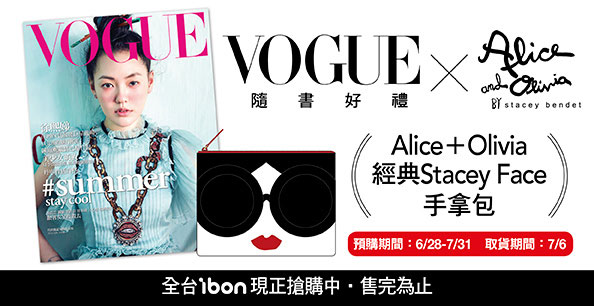 VOGUE
#summer
stay cool
VOGUE
隨書好禮
×
Alice
and Olivia
BY stacey bendet
Alice＋Olivia
經典Stacey Face
手拿包
預購期間：6/28-7/31 取貨期間：7/6
全台ibon現正搶購中・售完為止